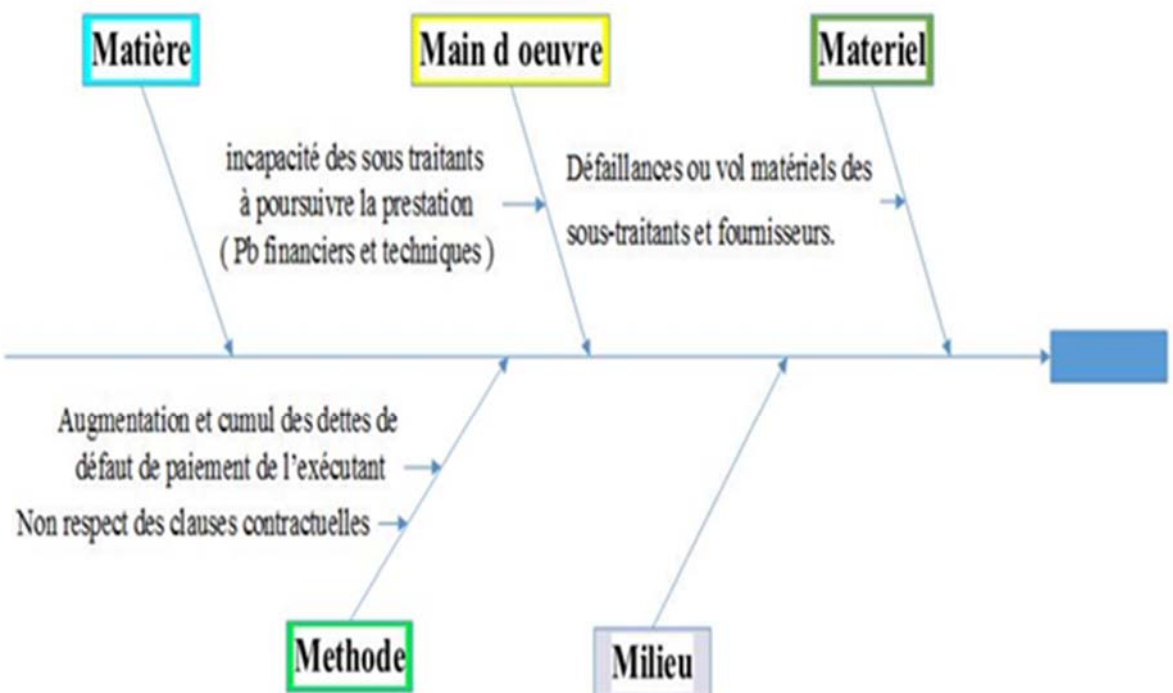 Matière
Main d oeuvre
Materiel
incapacité des sous traitants
à poursuivre la prestation
( Pb financiers et techniques )
Défaillances ou vol matériels des
sous-traitants et fournisseurs.
Augmentation et cumul des dettes de
défaut de paiement de l’exécutant
Non respect des clauses contractuelles
Methode
Milieu